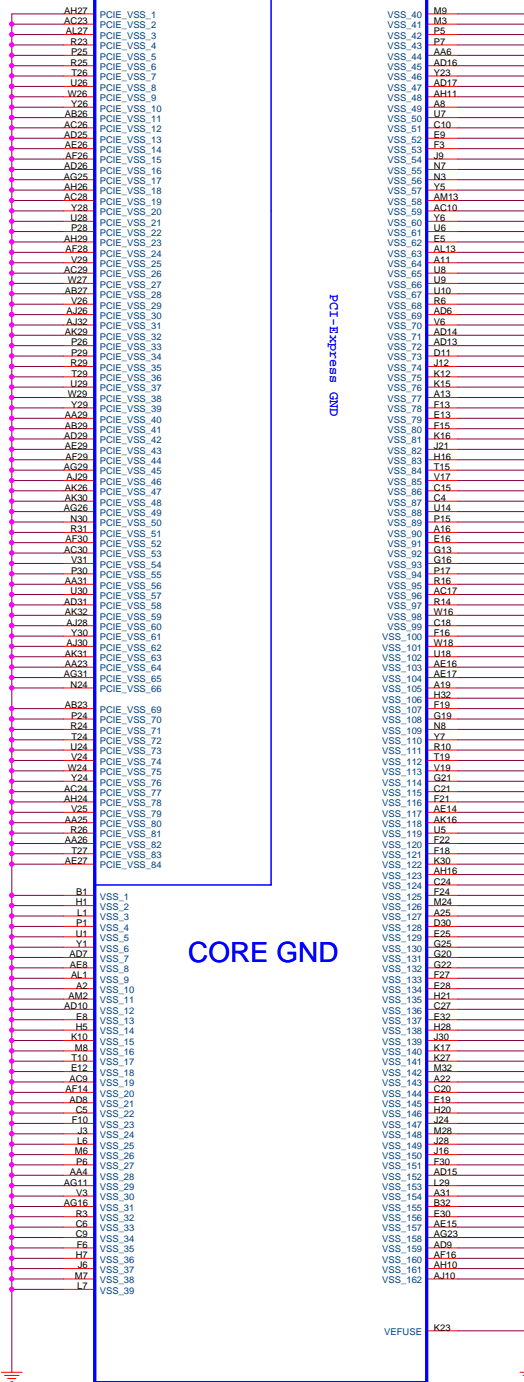 AH27 PCIE_VSS_1
AC23 PCIE_VSS_2
AL27 PCIE_VSS_3
R23 PCIE_VSS_4
P25 PCIE_VSS_5
R25 PCIE_VSS_6
T26 PCIE_VSS_7
U26 PCIE_VSS_8
W26 PCIE_VSS_9
Y26 PCIE_VSS_10
AB26 PCIE_VSS_11
AC26 PCIE_VSS_12
AD25 PCIE_VSS_13
AE26 PCIE_VSS_14
AF26 PCIE_VSS_15
AD26 PCIE_VSS_16
AG25 PCIE_VSS_17
AH26 PCIE_VSS_18
AC28 PCIE_VSS_19
Y28 PCIE_VSS_20
U28 PCIE_VSS_21
P28 PCIE_VSS_22
AH29 PCIE_VSS_23
AF28 PCIE_VSS_24
V29 PCIE_VSS_25
AC29 PCIE_VSS_26
W27 PCIE_VSS_27
AB27 PCIE_VSS_28
V26 PCIE_VSS_29
AJ26 PCIE_VSS_30
AJ32 PCIE_VSS_31
AK29 PCIE_VSS_32
P26 PCIE_VSS_33
P29 PCIE_VSS_34
R29 PCIE_VSS_35
T29 PCIE_VSS_36
U29 PCIE_VSS_37
W29 PCIE_VSS_38
Y29 PCIE_VSS_39
AA29 PCIE_VSS_40
AB29 PCIE_VSS_41
AD29 PCIE_VSS_42
AE29 PCIE_VSS_43
AF29 PCIE_VSS_44
AG29 PCIE_VSS_45
AJ29 PCIE_VSS_46
AK26 PCIE_VSS_47
AK30 PCIE_VSS_48
AG26 PCIE_VSS_49
N30 PCIE_VSS_50
R31 PCIE_VSS_51
AF30 PCIE_VSS_52
AC30 PCIE_VSS_53
V31 PCIE_VSS_54
P30 PCIE_VSS_55
AA31 PCIE_VSS_56
U30 PCIE_VSS_57
AD31 PCIE_VSS_58
AK32 PCIE_VSS_59
AJ28 PCIE_VSS_60
Y30 PCIE_VSS_61
AJ30 PCIE_VSS_62
AK31 PCIE_VSS_63
AA23 PCIE_VSS_64
AG31 PCIE_VSS_65
N24 PCIE_VSS_66
AB23 PCIE_VSS_69
P24 PCIE_VSS_70
R24 PCIE_VSS_71
T24 PCIE_VSS_72
U24 PCIE_VSS_73
V24 PCIE_VSS_74
W24 PCIE_VSS_75
Y24 PCIE_VSS_76
AC24 PCIE_VSS_77
AH24 PCIE_VSS_78
V25 PCIE_VSS_79
AA25 PCIE_VSS_80
R26 PCIE_VSS_81
AA26 PCIE_VSS_82
T27 PCIE_VSS_83
AE27 PCIE_VSS_84
B1 VSS_1
H1 VSS_2
L1 VSS_3
P1 VSS_4
U1 VSS_5
Y1 VSS_6
AD7 VSS_7
AE8 VSS_8
AL1 VSS_9
A2 VSS_10
AM2 VSS_11
AD10 VSS_12
E8 VSS_13
H5 VSS_14
K10 VSS_15
M8 VSS_16
T10 VSS_17
E12 VSS_18
AC9 VSS_19
AF14 VSS_20
AD8 VSS_21
C5 VSS_22
F10 VSS_23
J3 VSS_24
L6 VSS_25
M6 VSS_26
P6 VSS_27
AA4 VSS_28
AG11 VSS_29
V3 VSS_30
AG16 VSS_31
R3 VSS_32
C6 VSS_33
C9 VSS_34
F6 VSS_35
H7 VSS_36
J6 VSS_37
M7 VSS_38
L7 VSS_39
PCI-Express GND
CORE GND
VSS_40 M9
VSS_41 M3
VSS_42 P5
VSS_43 P7
VSS_44 AA6
VSS_45 AD16
VSS_46 Y23
VSS_47 AD17
VSS_48 AH11
VSS_49 A8
VSS_50 U7
VSS_51 C10
VSS_52 E9
VSS_53 F3
VSS_54 J9
VSS_55 N7
VSS_56 N3
VSS_57 Y5
VSS_58 AM13
VSS_59 AC10
VSS_60 Y6
VSS_61 U6
VSS_62 E5
VSS_63 AL13
VSS_64 A11
VSS_65 U8
VSS_66 U9
VSS_67 U10
VSS_68 R6
VSS_69 AD6
VSS_70 V6
VSS_71 AD14
VSS_72 AD13
VSS_73 D11
VSS_74 J12
VSS_75 K12
VSS_76 K15
VSS_77 A13
VSS_78 F13
VSS_79 E13
VSS_80 F15
VSS_81 K16
VSS_82 J21
VSS_83 H16
VSS_84 T15
VSS_85 V17
VSS_86 C15
VSS_87 C4
VSS_88 U14
VSS_89 P15
VSS_90 A16
VSS_91 E16
VSS_92 G13
VSS_93 G16
VSS_94 P17
VSS_95 R16
VSS_96 AC17
VSS_97 R14
VSS_98 W16
VSS_99 C18
VSS_100 F16
VSS_101 W18
VSS_102 U18
VSS_103 AE16
VSS_104 AE17
VSS_105 A19
VSS_106 H32
VSS_107 F19
VSS_108 G19
VSS_109 N8
VSS_110 Y7
VSS_111 R10
VSS_112 T19
VSS_113 V19
VSS_114 G21
VSS_115 C21
VSS_116 F21
VSS_117 AE14
VSS_118 AK16
VSS_119 U5
VSS_120 F22
VSS_121 F18
VSS_122 K30
VSS_123 AH16
VSS_124 C24
VSS_125 F24
VSS_126 M24
VSS_127 A25
VSS_128 D30
VSS_129 E25
VSS_130 G25
VSS_131 G20
VSS_132 G22
VSS_133 F27
VSS_134 E28
VSS_135 H21
VSS_136 C27
VSS_137 E32
VSS_138 H28
VSS_139 J30
VSS_140 K17
VSS_141 K27
VSS_142 M32
VSS_143 A22
VSS_144 C20
VSS_145 E19
VSS_146 H20
VSS_147 J24
VSS_148 M28
VSS_149 J28
VSS_150 J16
VSS_151 F30
VSS_152 AD15
VSS_153 L29
VSS_154 A31
VSS_155 B32
VSS_156 E30
VSS_157 AE15
VSS_158 AG23
VSS_159 AD9
VSS_160 AF16
VSS_161 AH10
VSS_162 AJ10
VEFUSE K23